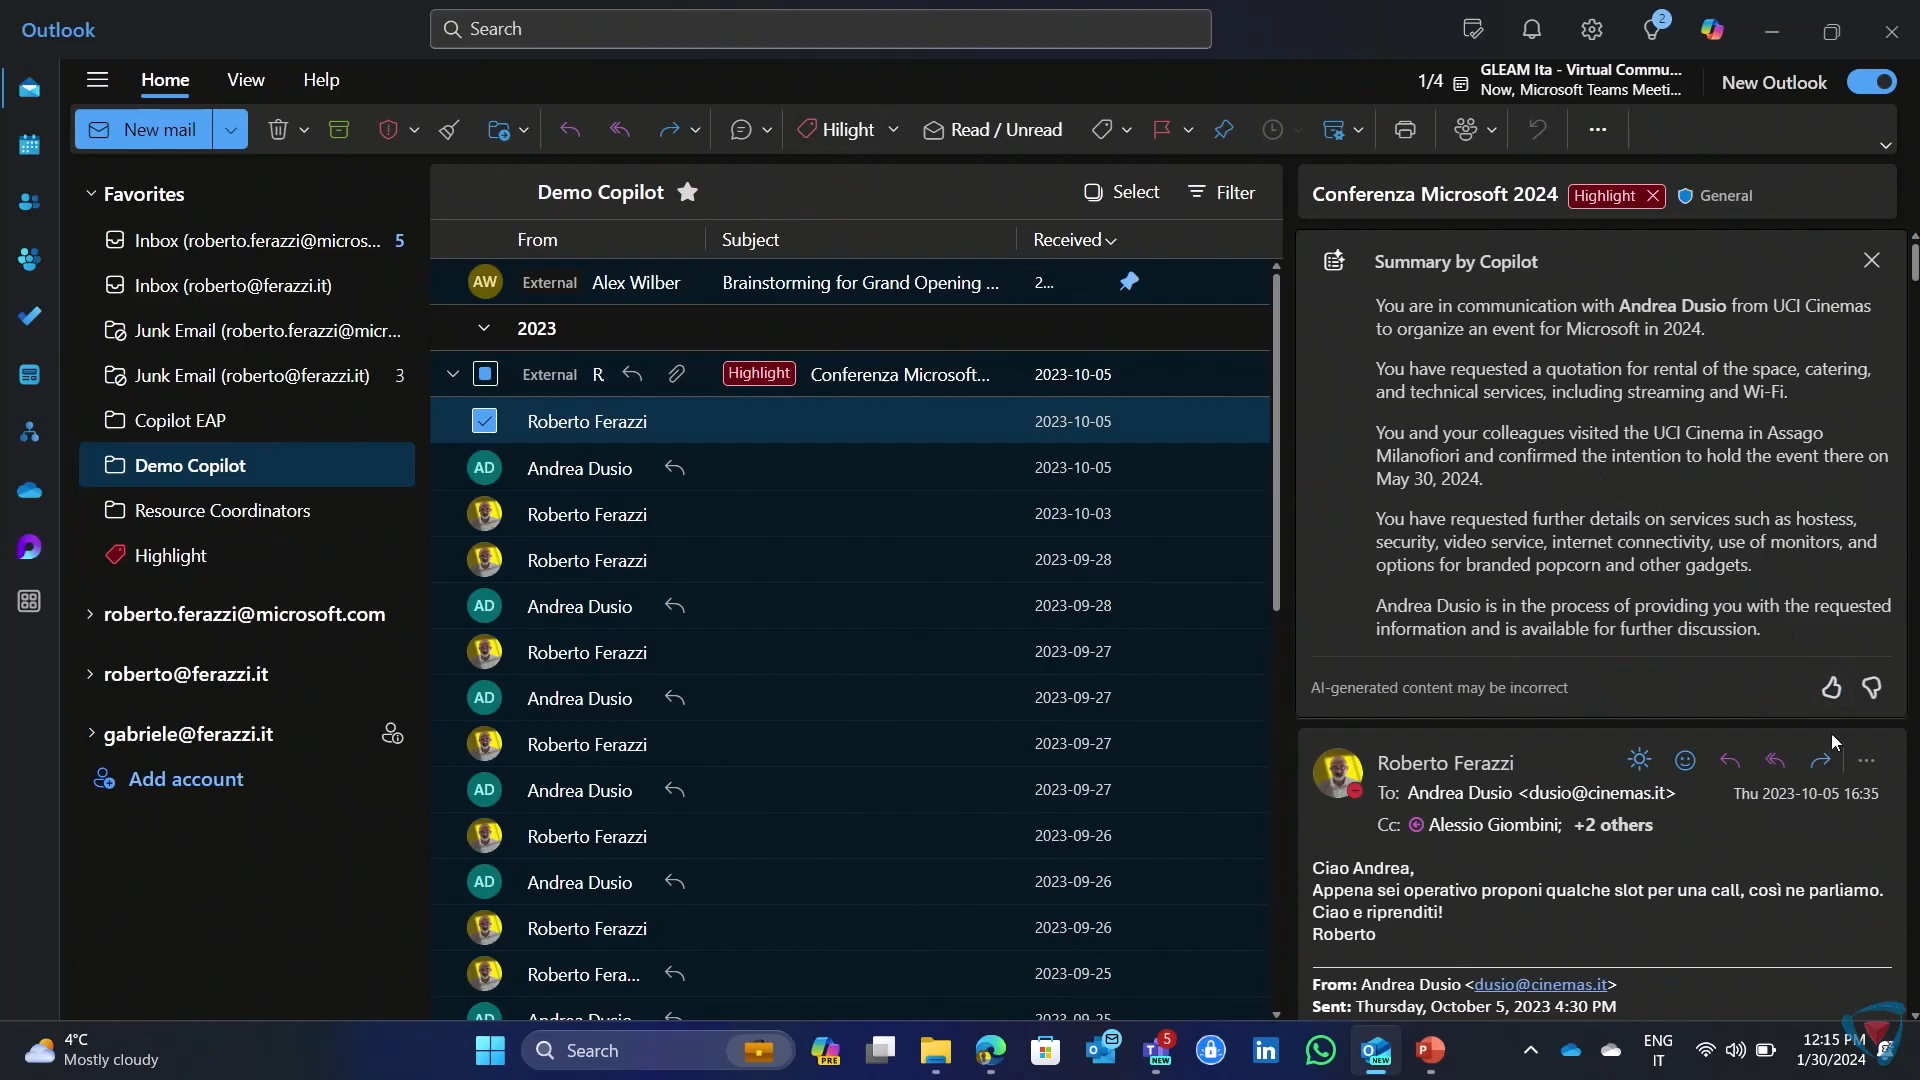 Outlook
Search
2
Home
View
Help
1/4
GLEAM Ita - Virtual Commu...
Now, Microsoft Teams Meeti...
New Outlook
New mail
Hilight
Read / Unread
Favorites
Inbox (roberto.ferazzi@micros... 5
Inbox (roberto@ferazzi.it)
Junk Email (roberto.ferazzi@micr...
Junk Email (roberto@ferazzi.it) 3
Copilot EAP
Demo Copilot
Resource Coordinators
Highlight
roberto.ferazzi@microsoft.com
roberto@ferazzi.it
gabriele@ferazzi.it
Add account
Demo Copilot
Select
Filter
From
Subject
Received
AW External Alex Wilber Brainstorming for Grand Opening ... 2...
2023
External R Highlight Conferenza Microsoft... 2023-10-05
Roberto Ferazzi 2023-10-05
AD Andrea Dusio 2023-10-05
Roberto Ferazzi 2023-10-03
Roberto Ferazzi 2023-09-28
AD Andrea Dusio 2023-09-28
Roberto Ferazzi 2023-09-27
AD Andrea Dusio 2023-09-27
Roberto Ferazzi 2023-09-27
AD Andrea Dusio 2023-09-27
Roberto Ferazzi 2023-09-26
AD Andrea Dusio 2023-09-26
Roberto Ferazzi 2023-09-26
Roberto Fera... 2023-09-25
AD Andrea Dusio 2023-09-25
Conferenza Microsoft 2024
Highlight
General
Summary by Copilot
You are in communication with Andrea Dusio from UCI Cinemas
to organize an event for Microsoft in 2024.
You have requested a quotation for rental of the space, catering,
and technical services, including streaming and Wi-Fi.
You and your colleagues visited the UCI Cinema in Assago
Milanofiori and confirmed the intention to hold the event there on
May 30, 2024.
You have requested further details on services such as hostess,
security, video service, internet connectivity, use of monitors, and
options for branded popcorn and other gadgets.
Andrea Dusio is in the process of providing you with the requested
information and is available for further discussion.
AI-generated content may be incorrect
Roberto Ferazzi
To: Andrea Dusio <dusio@cinemas.it>
Thu 2023-10-05 16:35
Cc: Alessio Giombini; +2 others
Ciao Andrea,
Appena sei operativo proponi qualche slot per una call, così ne parliamo.
Ciao e riprenditi!
Roberto
From: Andrea Dusio <dusio@cinemas.it>
Sent: Thursday, October 5, 2023 4:30 PM
4°C
Mostly cloudy
Search
PRE
NEW
5
NEW
ENG
IT
12:15 PM
1/30/2024